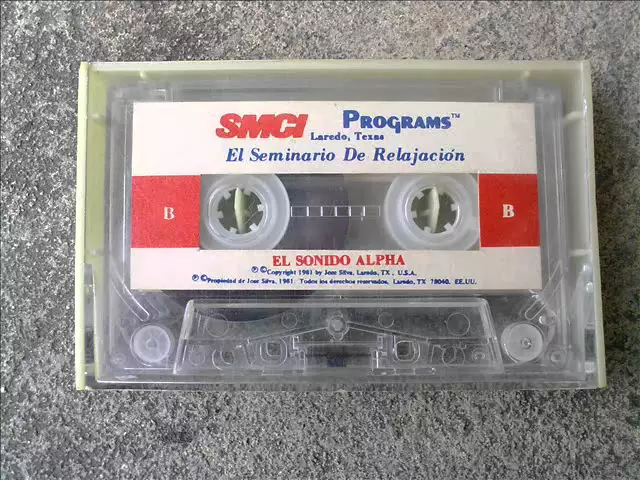 SMCI PROGRAMS™
Laredo, Texas
El Seminario De Relajación
B B
EL SONIDO ALPHA
℗ © Copyright 1981 by Jose Silva, Laredo, TX, U.S.A.
℗ © Propiedad de Jose Silva, 1981. Todos los derechos reservados. Laredo, TX 78040. EE.UU.